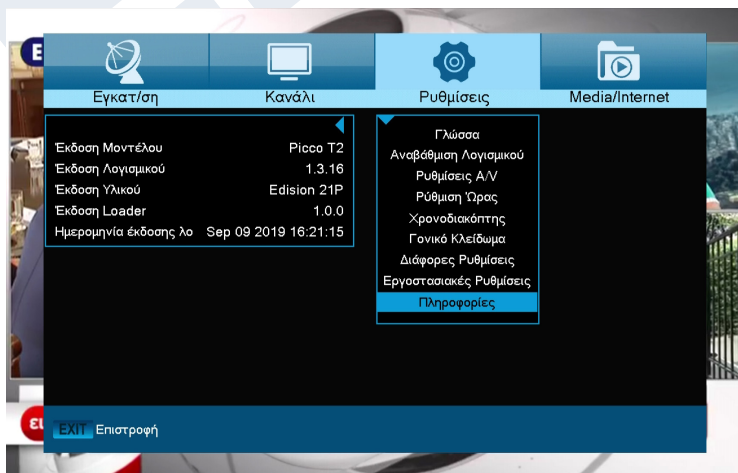 Εγκατ/ση
Κανάλι
Ρυθμίσεις
Media/Internet
Έκδοση Μοντέλου Picco T2
Έκδοση Λογισμικού 1.3.16
Έκδοση Υλικού Edision 21P
Έκδοση Loader 1.0.0
Ημερομηνία έκδοσης λο Sep 09 2019 16:21:15
Γλώσσα
Αναβάθμιση Λογισμικού
Ρυθμίσεις A/V
Ρύθμιση Ώρας
Χρονοδιακόπτης
Γονικό Κλείδωμα
Διάφορες Ρυθμίσεις
Εργοστασιακές Ρυθμίσεις
Πληροφορίες
EXIT Επιστροφή